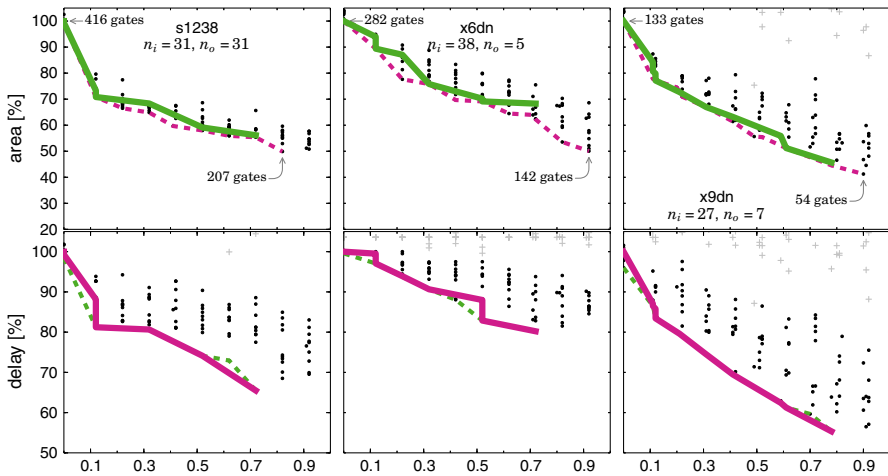 s1238
n_i = 31, n_o = 31
416 gates
207 gates
x6dn
n_i = 38, n_o = 5
282 gates
142 gates
133 gates
54 gates
x9dn
n_i = 27, n_o = 7
area [%]
100
90
80
70
60
50
40
30
20
delay [%]
100
90
80
70
60
50
0.1 0.3 0.5 0.7 0.9
0.1 0.3 0.5 0.7 0.9
0.1 0.3 0.5 0.7 0.9